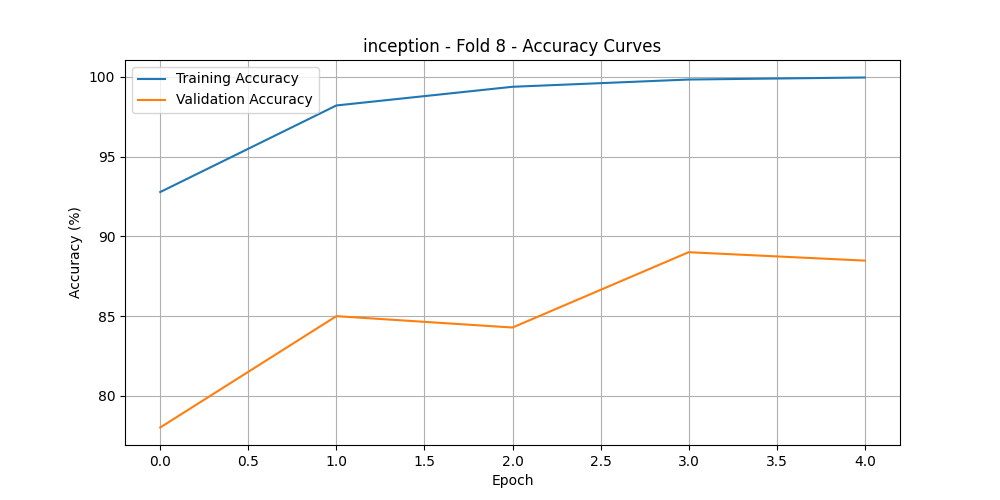 inception - Fold 8 - Accuracy Curves
Training Accuracy
Validation Accuracy
Accuracy (%)
100
95
90
85
80
0.0 0.5 1.0 1.5 2.0 2.5 3.0 3.5 4.0
Epoch